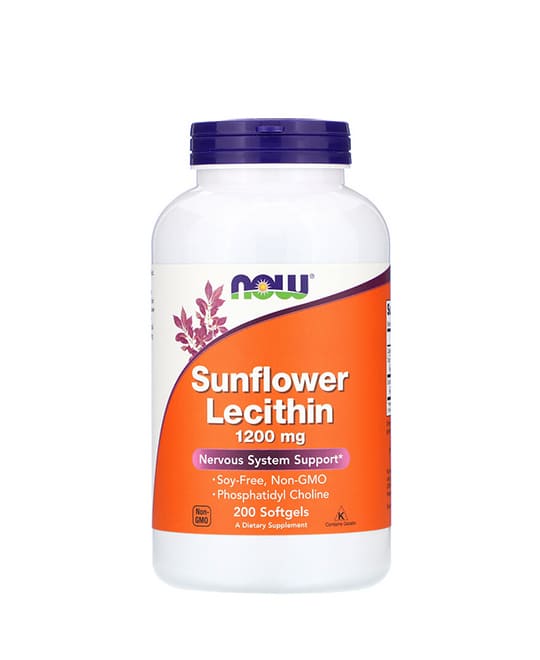 NOW®
Sunflower
Lecithin
1200 mg
Nervous System Support*
• Soy-Free, Non-GMO
• Phosphatidyl Choline
200 Softgels
A Dietary Supplement
Non-
GMO
K
Contains Gelatin